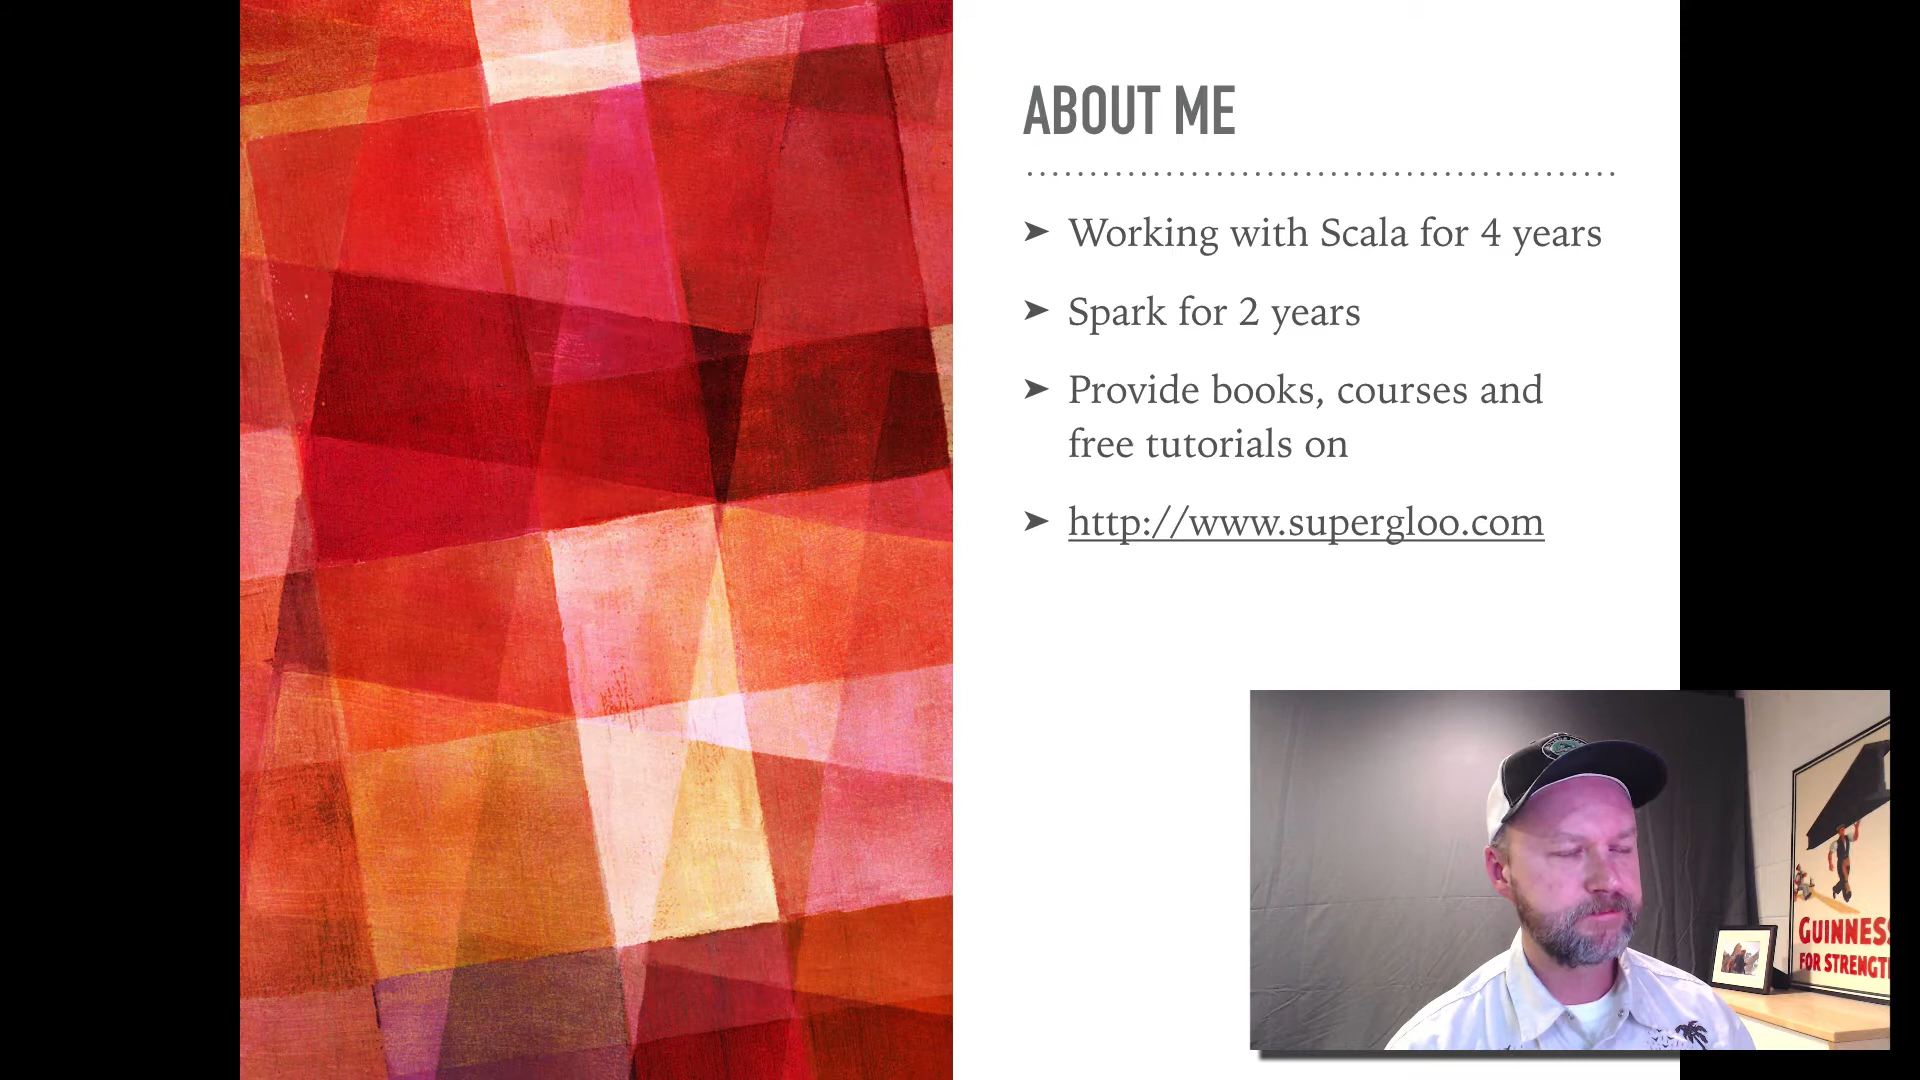 ABOUT ME
➤ Working with Scala for 4 years
➤ Spark for 2 years
➤ Provide books, courses and
free tutorials on
➤ http://www.supergloo.com
GUINNESS
FOR STRENGT